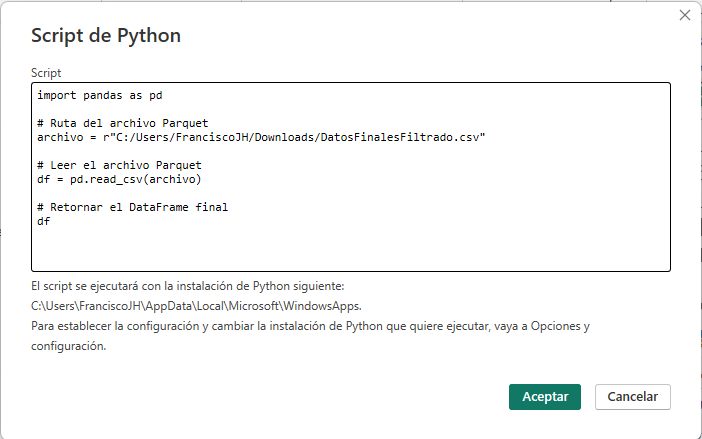 Script de Python
Script
import pandas as pd
# Ruta del archivo Parquet
archivo = r"C:/Users/FranciscoJH/Downloads/DatosFinalesFiltrado.csv"
# Leer el archivo Parquet
df = pd.read_csv(archivo)
# Retornar el DataFrame final
df
El script se ejecutará con la instalación de Python siguiente:
C:\Users\FranciscoJH\AppData\Local\Microsoft\WindowsApps.
Para establecer la configuración y cambiar la instalación de Python que quiere ejecutar, vaya a Opciones y
configuración.
Aceptar
Cancelar